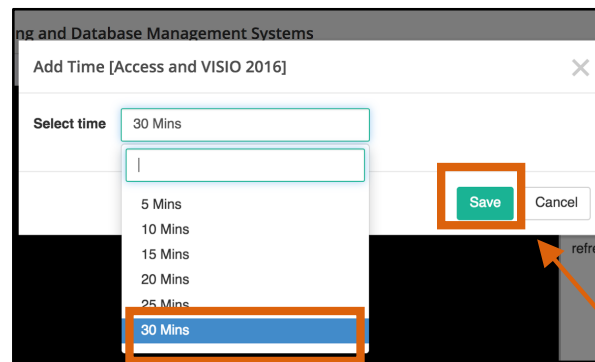 ng and Database Management Systems
Add Time [Access and VISIO 2016]
Select time 30 Mins
5 Mins
10 Mins
15 Mins
20 Mins
25 Mins
30 Mins
Save Cancel
refre